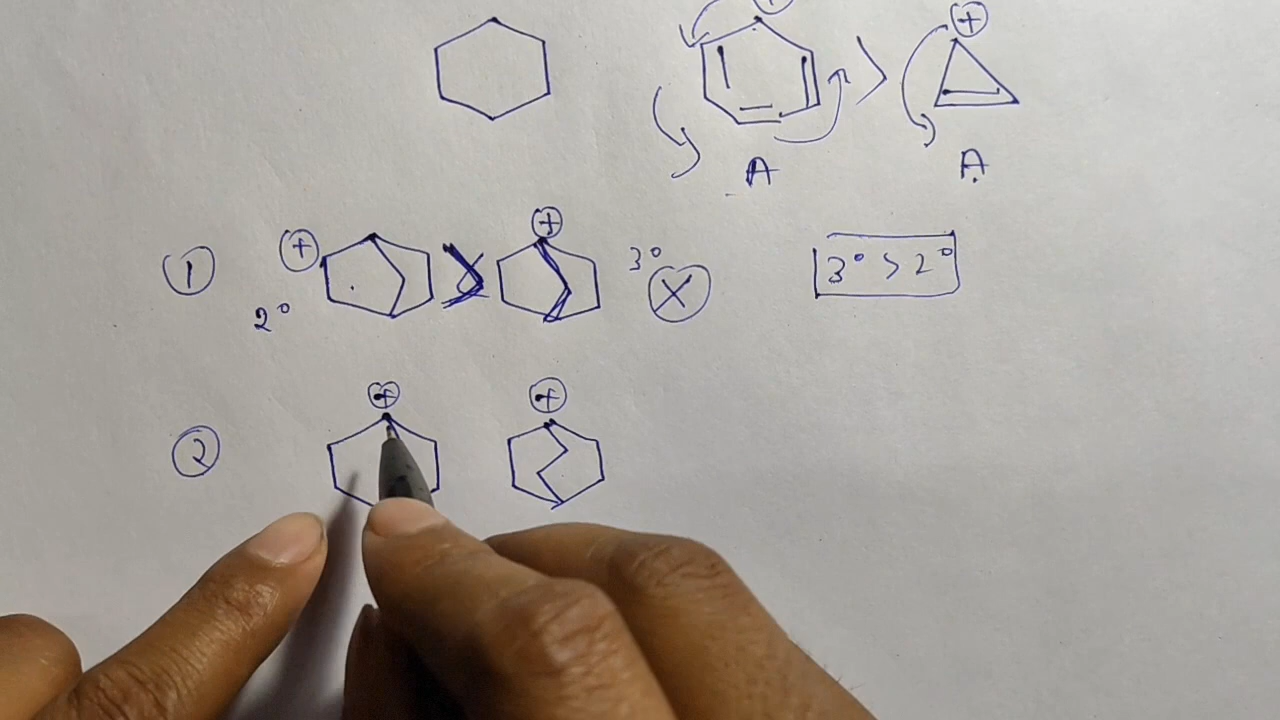 + > +
A A
1 + 2° > + 3° X 3° > 2°
2 + +